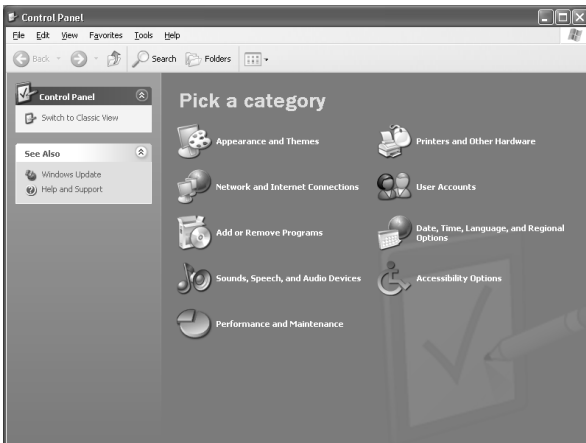 Control Panel
File Edit View Favorites Tools Help
Back Search Folders
Control Panel
Switch to Classic View
See Also
Windows Update
Help and Support
Pick a category
Appearance and Themes
Printers and Other Hardware
Network and Internet Connections
User Accounts
Add or Remove Programs
Date, Time, Language, and Regional
Options
Sounds, Speech, and Audio Devices
Accessibility Options
Performance and Maintenance